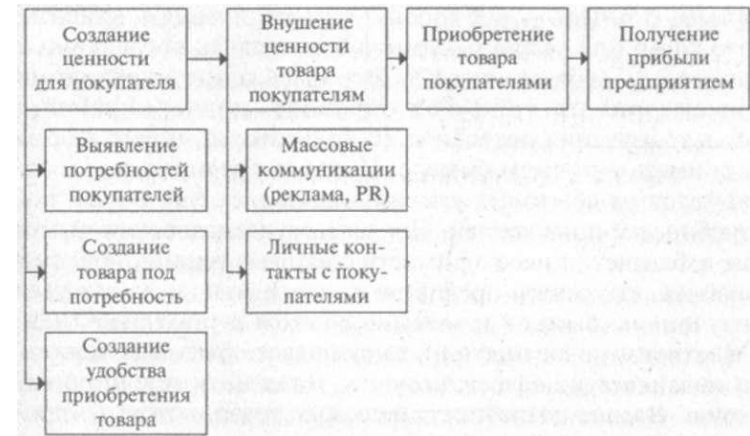 Создание
ценности
для покупателя
Внушение
ценности
товара
покупателям
Приобретение
товара
покупателями
Получение
прибыли
предприятием
Выявление
потребностей
покупателей
Массовые
коммуникации
(реклама, PR)
Создание
товара под
потребность
Личные кон-
такты с поку-
пателями
Создание
удобства
приобретения
товара